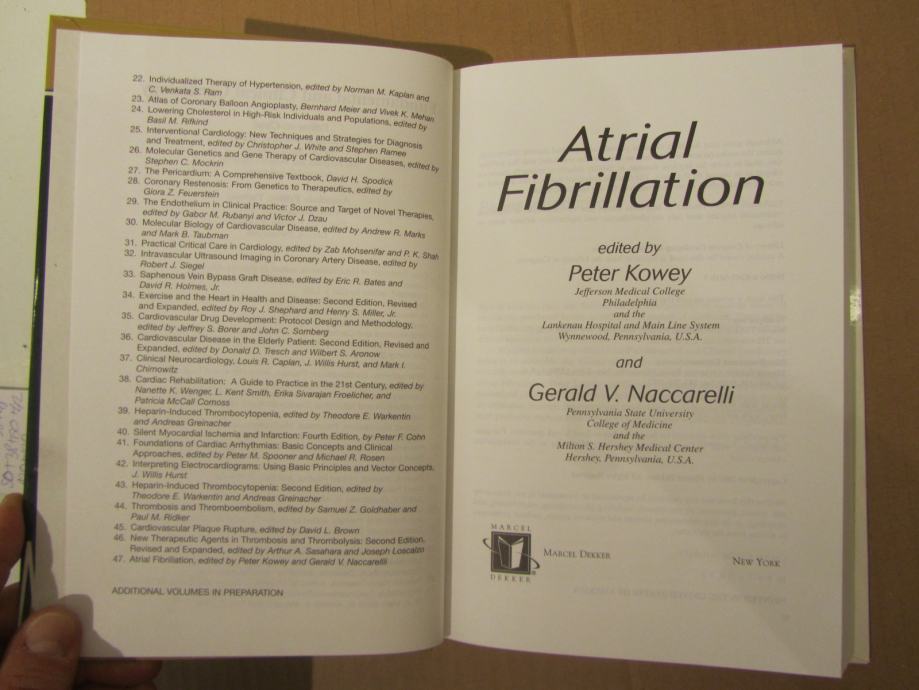 22. Individualized Therapy of Hypertension, edited by Norman M. Kaplan and
C. Venkata S. Ram
23. Atlas of Coronary Balloon Angioplasty, Bernhard Meier and Vivek K. Mehan
24. Lowering Cholesterol in High-Risk Individuals and Populations, edited by
Basil M. Rifkind
25. Interventional Cardiology: New Techniques and Strategies for Diagnosis
and Treatment, edited by Christopher J. White and Stephen Ramee
26. Molecular Genetics and Gene Therapy of Cardiovascular Diseases, edited by
Stephen C. Mockrin
27. The Pericardium: A Comprehensive Textbook, David H. Spodick
28. Coronary Restenosis: From Genetics to Therapeutics, edited by
Giora Z. Feuerstein
29. The Endothelium in Clinical Practice: Source and Target of Novel Therapies,
edited by Gabor M. Rubanyi and Victor J. Dzau
30. Molecular Biology of Cardiovascular Disease, edited by Andrew R. Marks
and Mark B. Taubman
31. Practical Critical Care in Cardiology, edited by Zab Mohsenifar and P. K. Shah
32. Intravascular Ultrasound Imaging in Coronary Artery Disease, edited by
Robert J. Siegel
33. Saphenous Vein Bypass Graft Disease, edited by Eric R. Bates and
David R. Holmes, Jr.
34. Exercise and the Heart in Health and Disease: Second Edition, Revised
and Expanded, edited by Roy J. Shephard and Henry S. Miller, Jr.
35. Cardiovascular Drug Development: Protocol Design and Methodology,
edited by Jeffrey S. Borer and John C. Somberg
36. Cardiovascular Disease in the Elderly Patient: Second Edition, Revised and
Expanded, edited by Donald D. Tresch and Wilbert S. Aronow
37. Clinical Neurocardiology, Louis R. Caplan, J. Willis Hurst, and Mark I.
Chimowitz
38. Cardiac Rehabilitation: A Guide to Practice in the 21st Century, edited by
Nanette K. Wenger, L. Kent Smith, Erika Sivarajan Froelicher, and
Patricia McCall Comoss
39. Heparin-Induced Thrombocytopenia, edited by Theodore E. Warkentin
and Andreas Greinacher
40. Silent Myocardial Ischemia and Infarction: Fourth Edition, by Peter F. Cohn
41. Foundations of Cardiac Arrhythmias: Basic Concepts and Clinical
Approaches, edited by Peter M. Spooner and Michael R. Rosen
42. Interpreting Electrocardiograms: Using Basic Principles and Vector Concepts,
J. Willis Hurst
43. Heparin-Induced Thrombocytopenia: Second Edition, edited by
Theodore E. Warkentin and Andreas Greinacher
44. Thrombosis and Thromboembolism, edited by Samuel Z. Goldhaber and
Paul M. Ridker
45. Cardiovascular Plaque Rupture, edited by David L. Brown
46. New Therapeutic Agents in Thrombosis and Thrombolysis: Second Edition,
Revised and Expanded, edited by Arthur A. Sasahara and Joseph Loscalzo
47. Atrial Fibrillation, edited by Peter Kowey and Gerald V. Naccarelli
ADDITIONAL VOLUMES IN PREPARATION
Atrial
Fibrillation
edited by
Peter Kowey
Jefferson Medical College
Philadelphia
and the
Lankenau Hospital and Main Line System
Wynnewood, Pennsylvania, U.S.A.
and
Gerald V. Naccarelli
Pennsylvania State University
College of Medicine
and the
Milton S. Hershey Medical Center
Hershey, Pennsylvania, U.S.A.
MARCEL
DEKKER
MARCEL DEKKER
NEW YORK